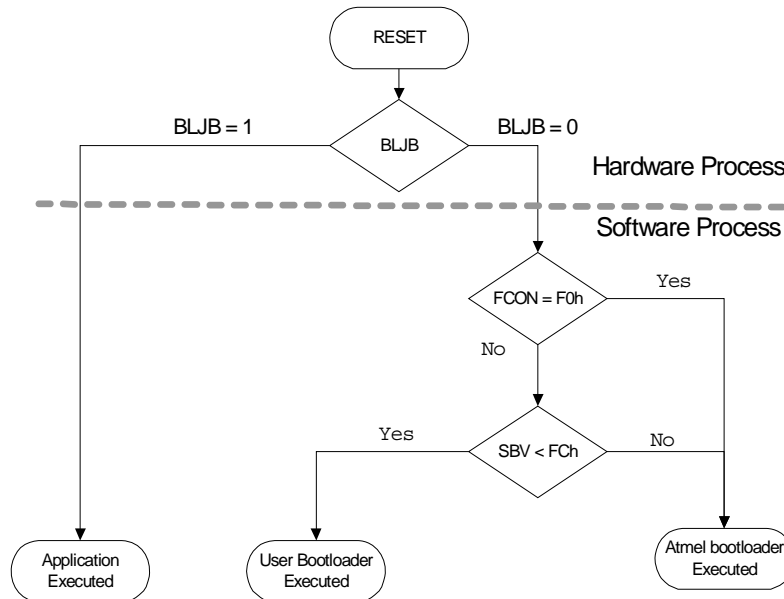 RESET
BLJB = 1
BLJB = 0
BLJB
Hardware Process
Software Process
FCON = F0h
Yes
No
Yes
SBV < FCh
No
Application
Executed
User Bootloader
Executed
Atmel bootloader
Executed